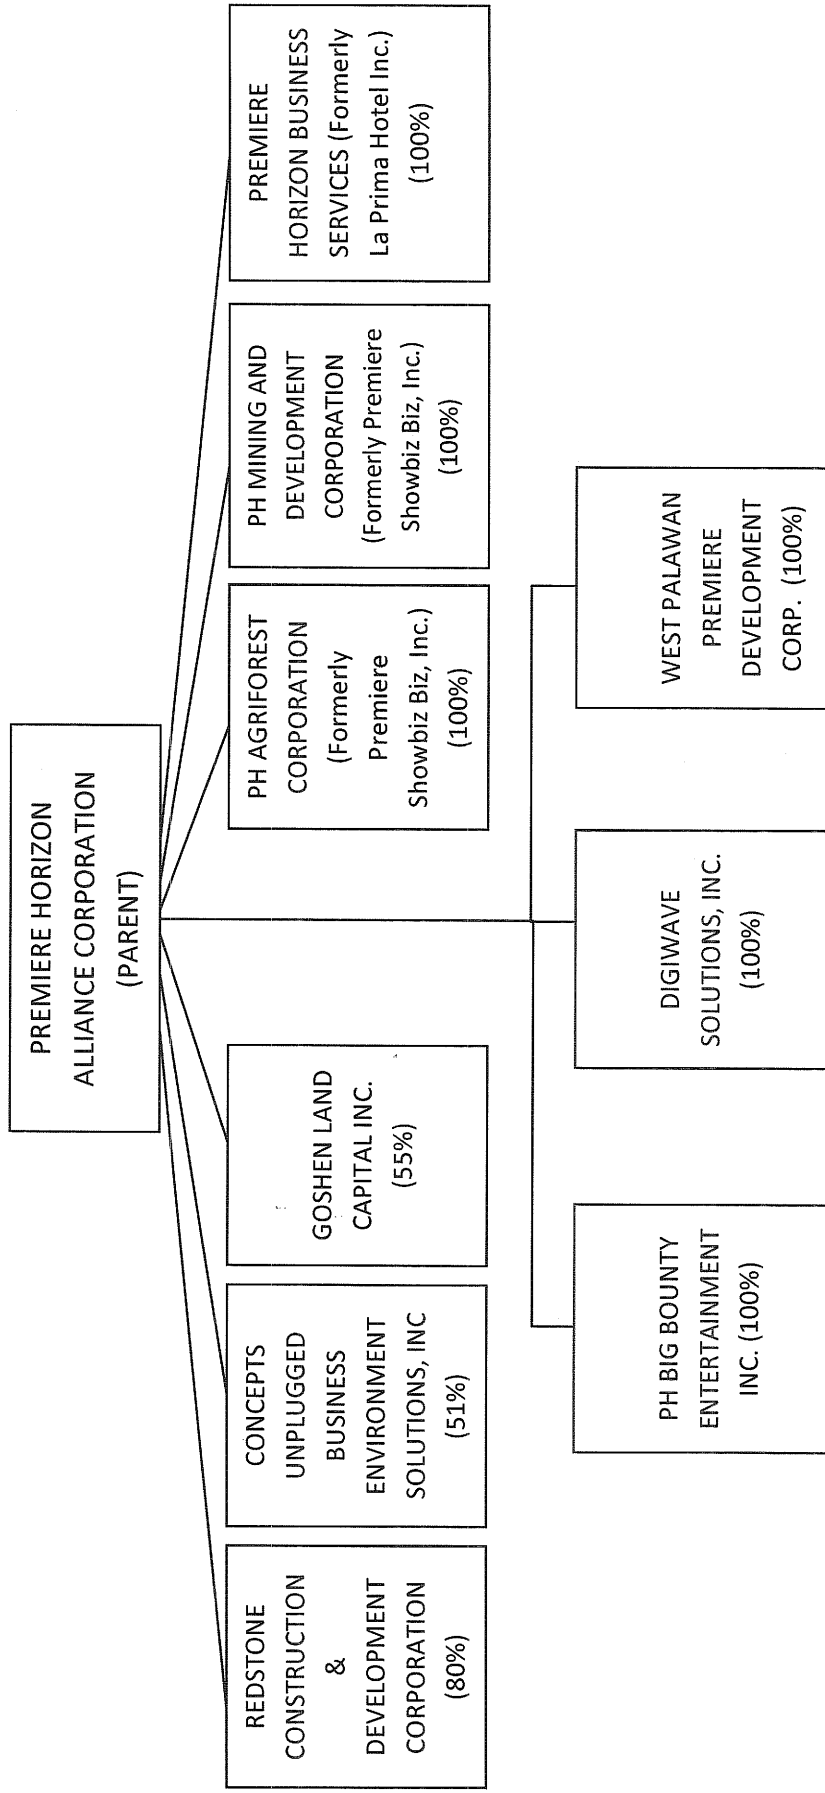 PREMIERE HORIZON
ALLIANCE CORPORATION
(PARENT)
REDSTONE
CONSTRUCTION
&
DEVELOPMENT
CORPORATION
(80%)
CONCEPTS
UNPLUGGED
BUSINESS
ENVIRONMENT
SOLUTIONS, INC
(51%)
GOSHEN LAND
CAPITAL INC.
(55%)
PH AGRIFOREST
CORPORATION
(Formerly
Premiere
Showbiz Biz, Inc.)
(100%)
PH MINING AND
DEVELOPMENT
CORPORATION
(Formerly Premiere
Showbiz Biz, Inc.)
(100%)
PREMIERE
HORIZON BUSINESS
SERVICES (Formerly
La Prima Hotel Inc.)
(100%)
PH BIG BOUNTY
ENTERTAINMENT
INC. (100%)
DIGIWAVE
SOLUTIONS, INC.
(100%)
WEST PALAWAN
PREMIERE
DEVELOPMENT
CORP. (100%)